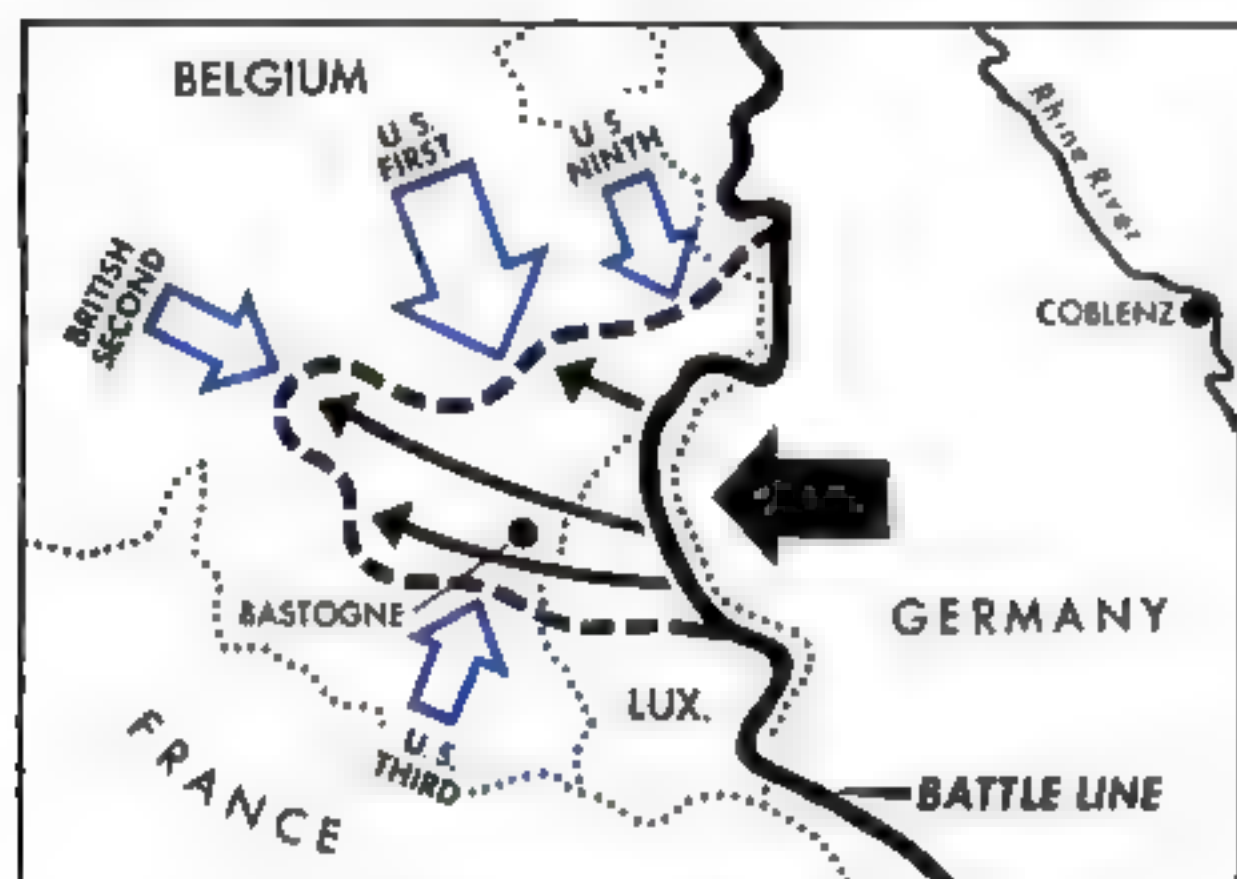 BELGIUM
U.S.
FIRST
U S
NINTH
Rhine River
BRITISH
SECOND
COBLENZ
BASTOGNE
GERMANY
LUX.
U.S.
THIRD
FRANCE
BATTLE LINE